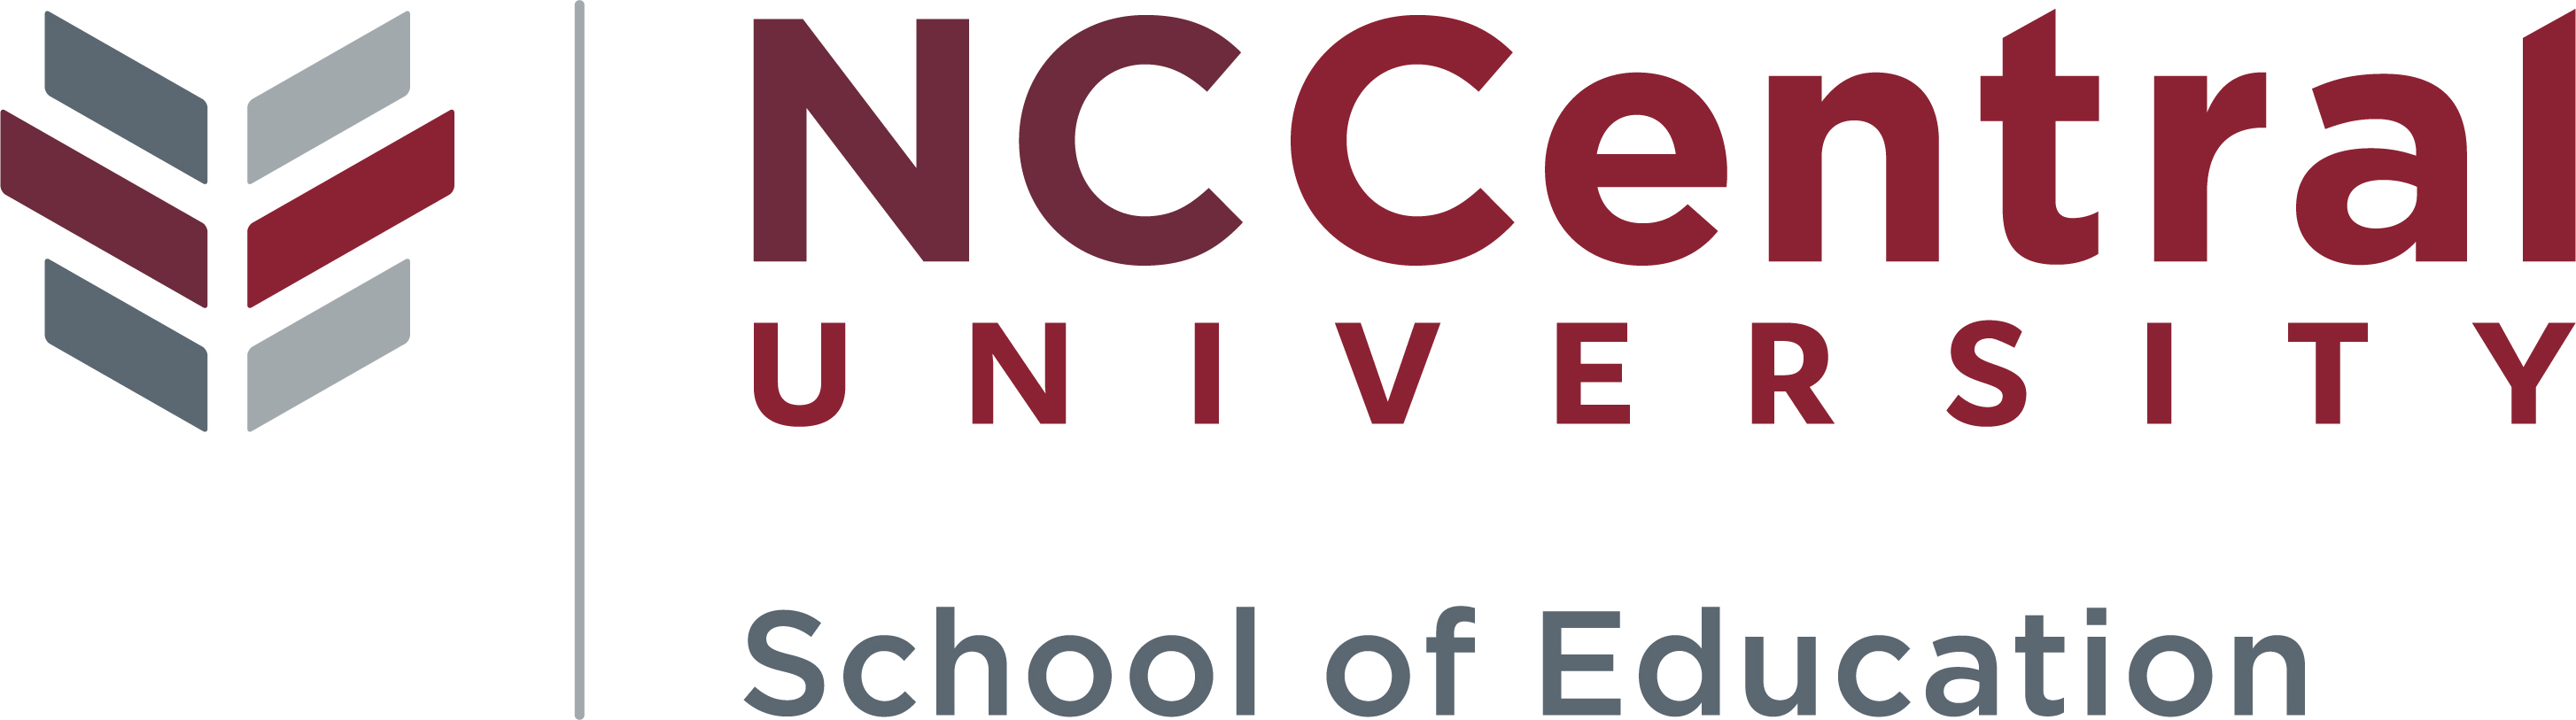 NCCentral
UNIVERSITY
School of Education